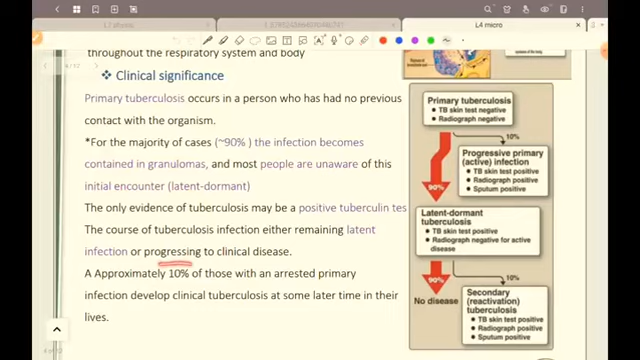 L4 micro
throughout the respiratory system and body
❖ Clinical significance
Primary tuberculosis occurs in a person who has had no previous
contact with the organism.
*For the majority of cases (~90%) the infection becomes
contained in granulomas, and most people are unaware of this
initial encounter (latent-dormant)
The only evidence of tuberculosis may be a positive tuberculin tes
The course of tuberculosis infection either remaining latent
infection or progressing to clinical disease.
A Approximately 10% of those with an arrested primary
infection develop clinical tuberculosis at some later time in their
lives.
Primary tuberculosis
• TB skin test negative
• Radiograph negative
10%
Progressive primary
(active) infection
• TB skin test positive
• Radiograph positive
• Sputum positive
90%
Latent-dormant
tuberculosis
• TB skin test positive
• Radiograph negative for active
disease
90%
10%
No disease
Secondary
(reactivation)
tuberculosis
• TB skin test positive
• Radiograph positive
• Sputum positive